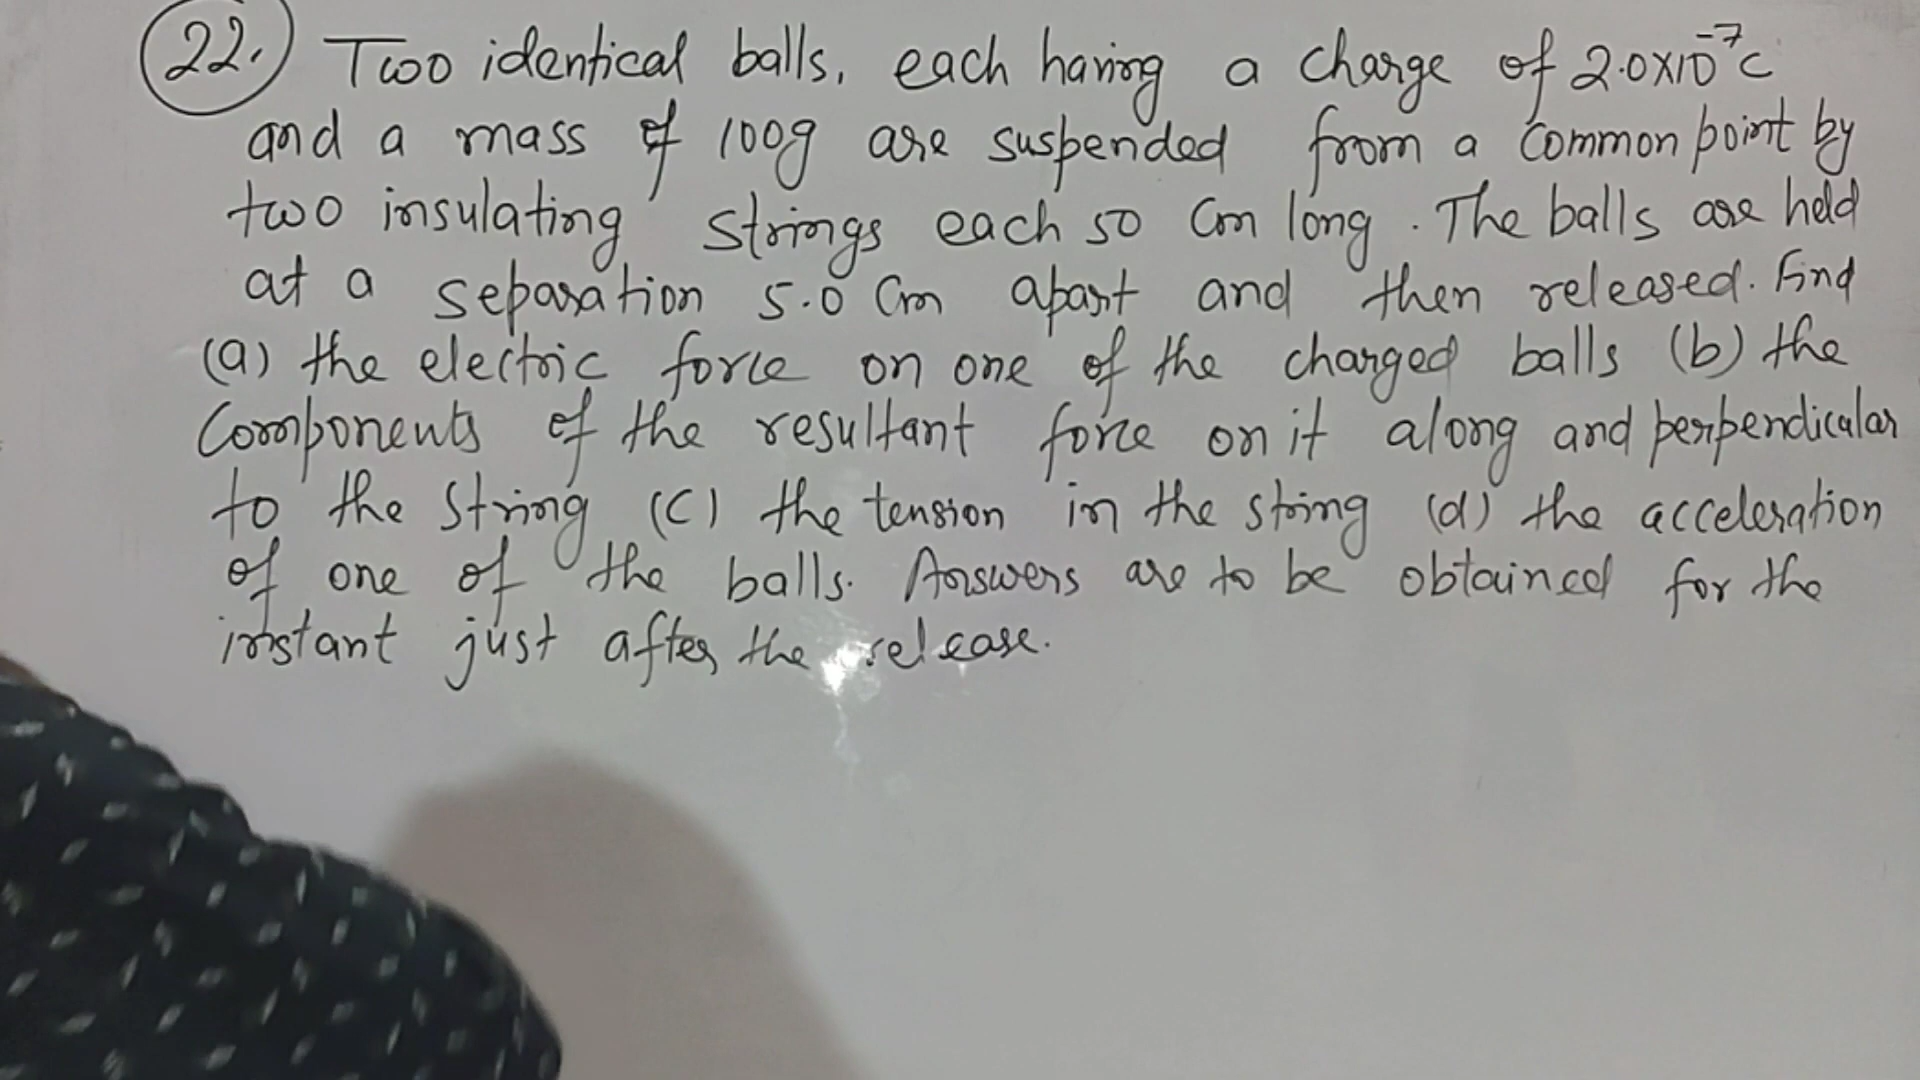 22. Two identical balls, each having a charge of 2.0x10⁻⁷c
and a mass of 100g are suspended from a common point by
two insulating strings each 50 cm long. The balls are held
at a separation 5.0 cm apart and then released. Find
(a) the electric force on one of the charged balls (b) the
Components of the resultant force on it along and perpendicular
to the string (c) the tension in the string (d) the acceleration
of one of the balls. Answers are to be obtained for the
instant just after the release.